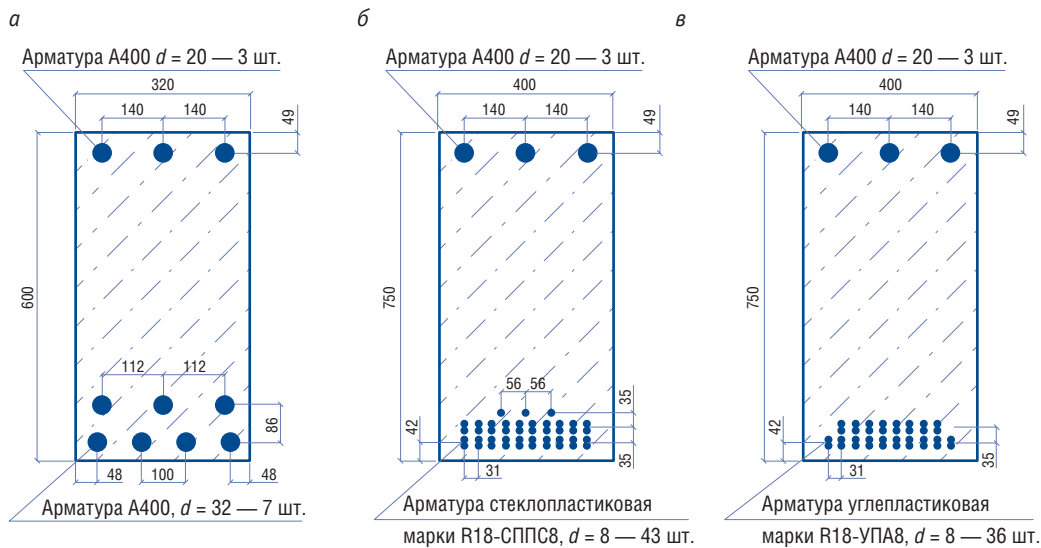 а
Арматура А400 d = 20 — 3 шт.
320
140 140
49
600
112 112
86
48 100 48
Арматура А400, d = 32 — 7 шт.
б
Арматура А400 d = 20 — 3 шт.
400
140 140
49
750
56 56
35
42
35
31
Арматура стеклопластиковая
марки R18-СППС8, d = 8 — 43 шт.
в
Арматура А400 d = 20 — 3 шт.
400
140 140
49
750
42
35
31
Арматура углепластиковая
марки R18-УПА8, d = 8 — 36 шт.